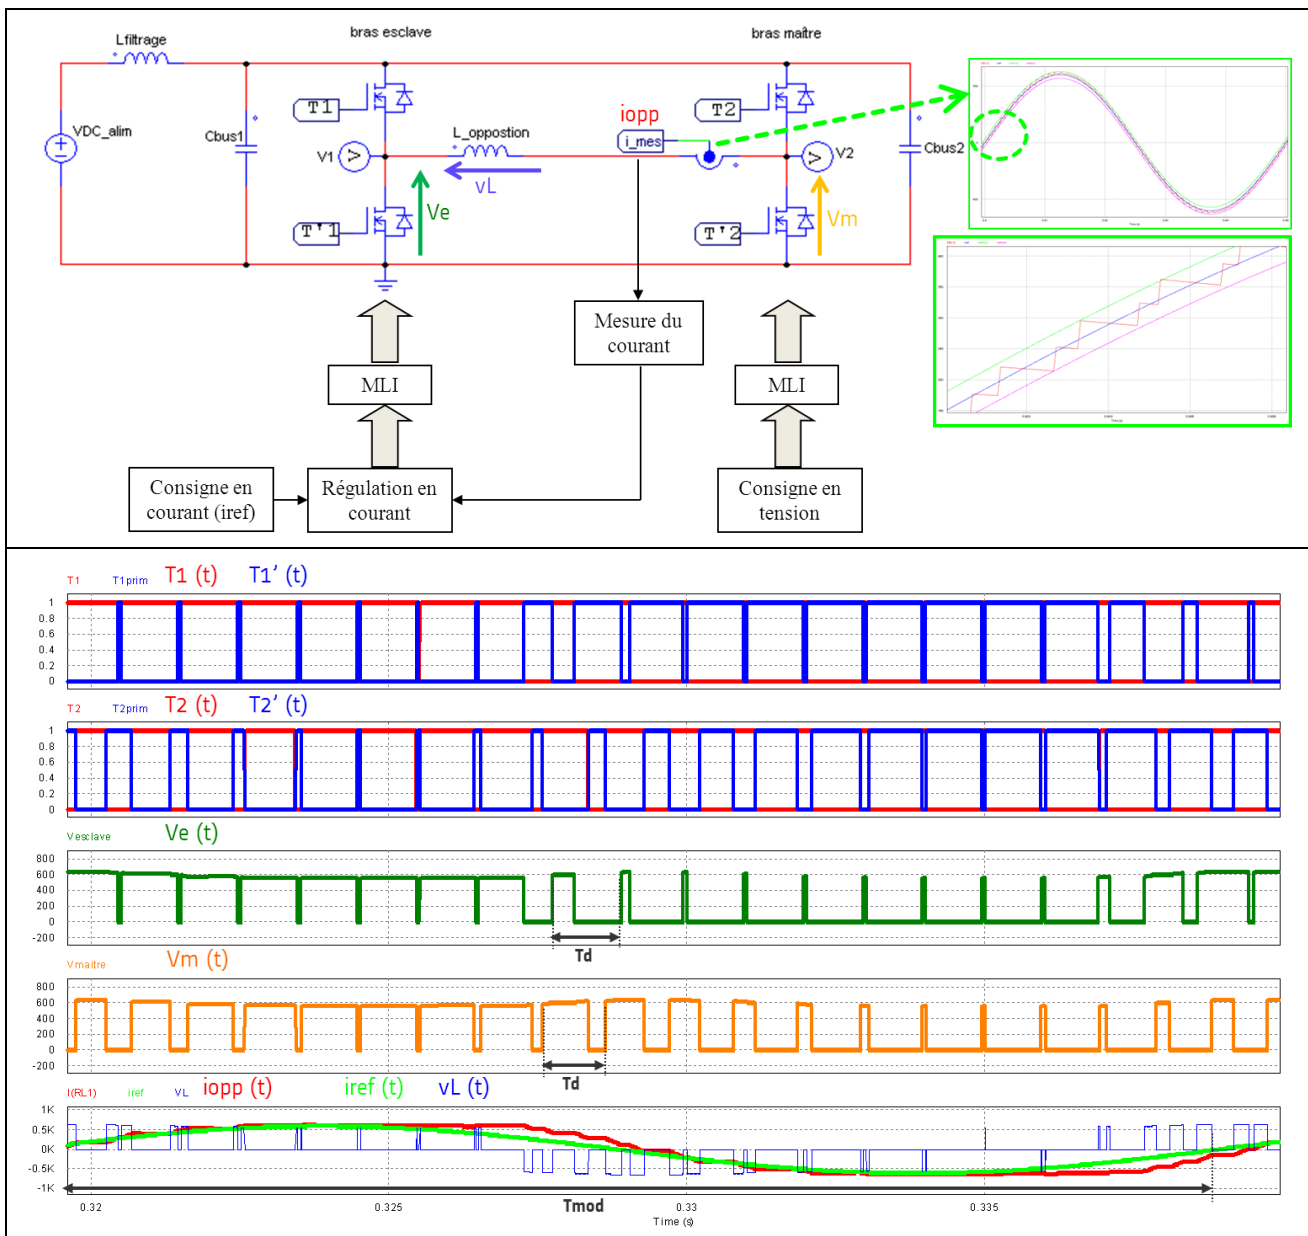 Lfiltrage
bras esclave
bras maître
T1
T2
iopp
i_mes
VDC_alim
Cbus1
L_oppostion
V1
V2
Cbus2
vL
Ve
Vm
T'1
T'2
Mesure du
courant
MLI
MLI
Consigne en
courant (iref)
Régulation en
courant
Consigne en
tension
T1 T1prim T1 (t) T1’ (t)
1
0.8
0.6
0.4
0.2
0
T2 T2prim T2 (t) T2’ (t)
1
0.8
0.6
0.4
0.2
0
Vesclave Ve (t)
800
600
400
200
0
-200
Td
Vmaitre Vm (t)
800
600
400
200
0
-200
Td
I(RL1) iref VL iopp (t) iref (t) vL (t)
1K
0.5K
0K
-0.5K
-1K
Tmod
0.32 0.325 0.33 0.335
Time (s)